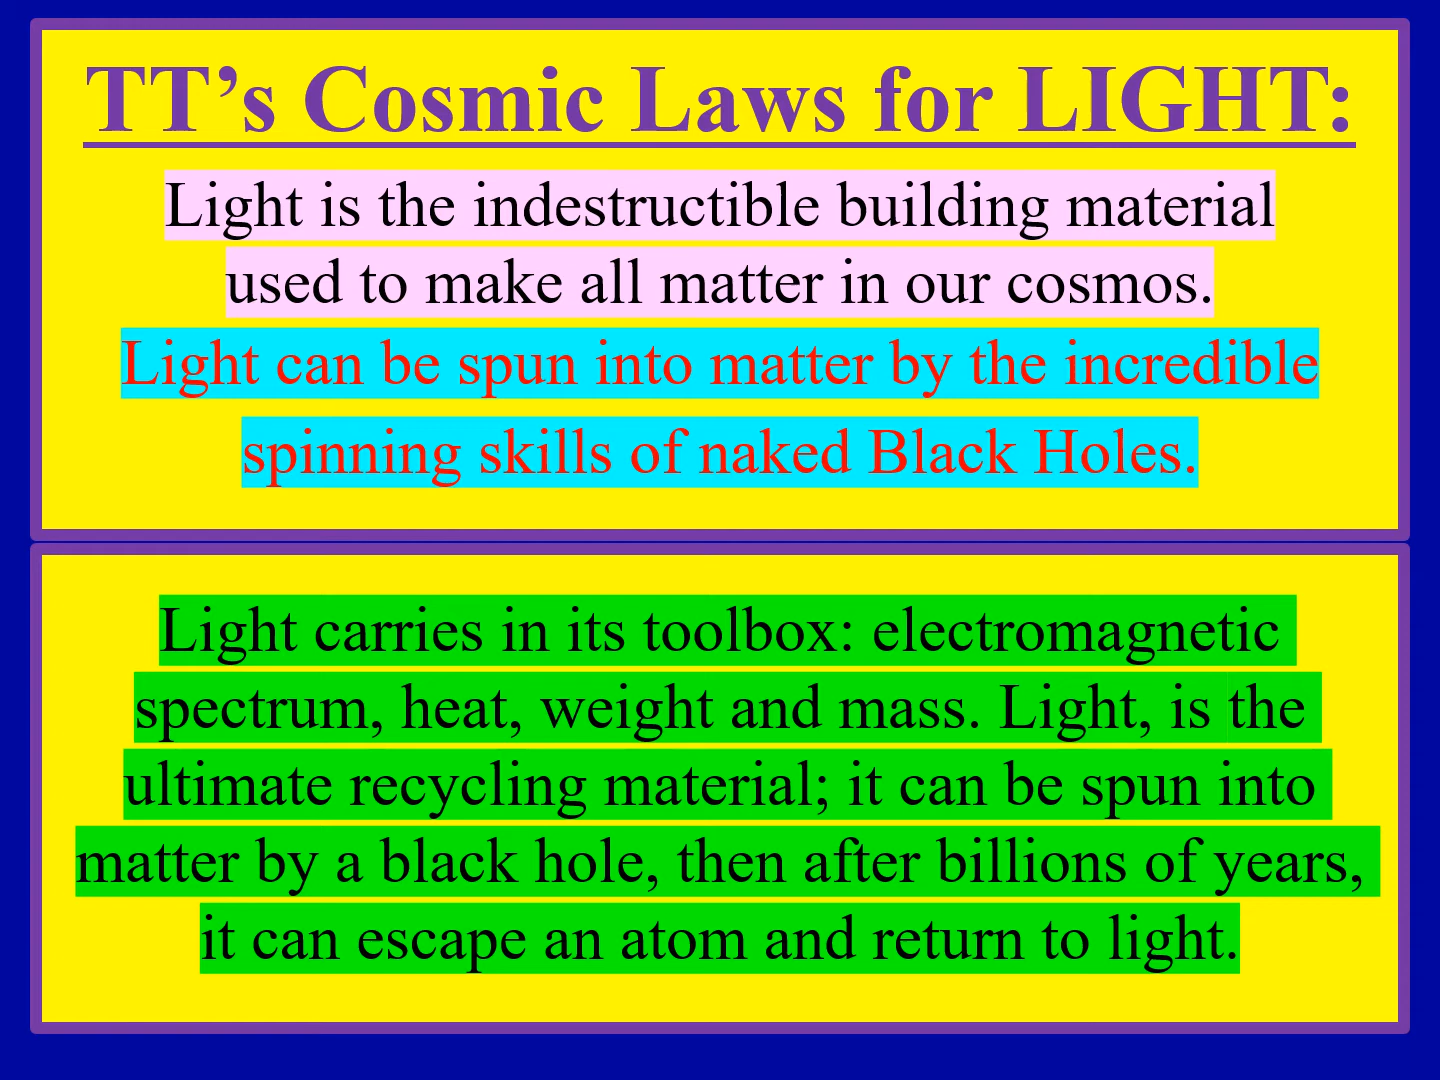 TT’s Cosmic Laws for LIGHT:
Light is the indestructible building material
used to make all matter in our cosmos.
Light can be spun into matter by the incredible
spinning skills of naked Black Holes.
Light carries in its toolbox: electromagnetic
spectrum, heat, weight and mass. Light, is the
ultimate recycling material; it can be spun into
matter by a black hole, then after billions of years,
it can escape an atom and return to light.